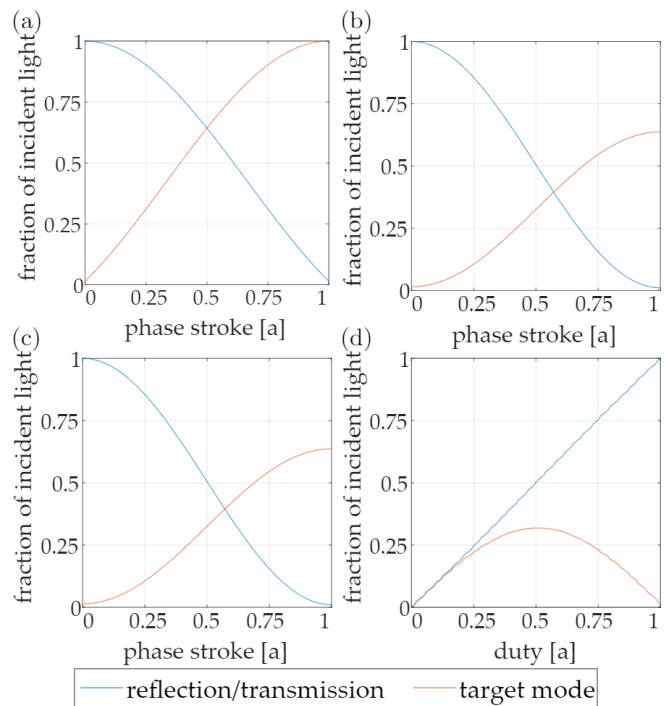 (a)
fraction of incident light
1
0.75
0.5
0.25
0
0 0.25 0.5 0.75 1
phase stroke [a]
(b)
fraction of incident light
1
0.75
0.5
0.25
0
0 0.25 0.5 0.75 1
phase stroke [a]
(c)
fraction of incident light
1
0.75
0.5
0.25
0
0 0.25 0.5 0.75 1
phase stroke [a]
(d)
fraction of incident light
1
0.75
0.5
0.25
0
0 0.25 0.5 0.75 1
duty [a]
reflection/transmission target mode